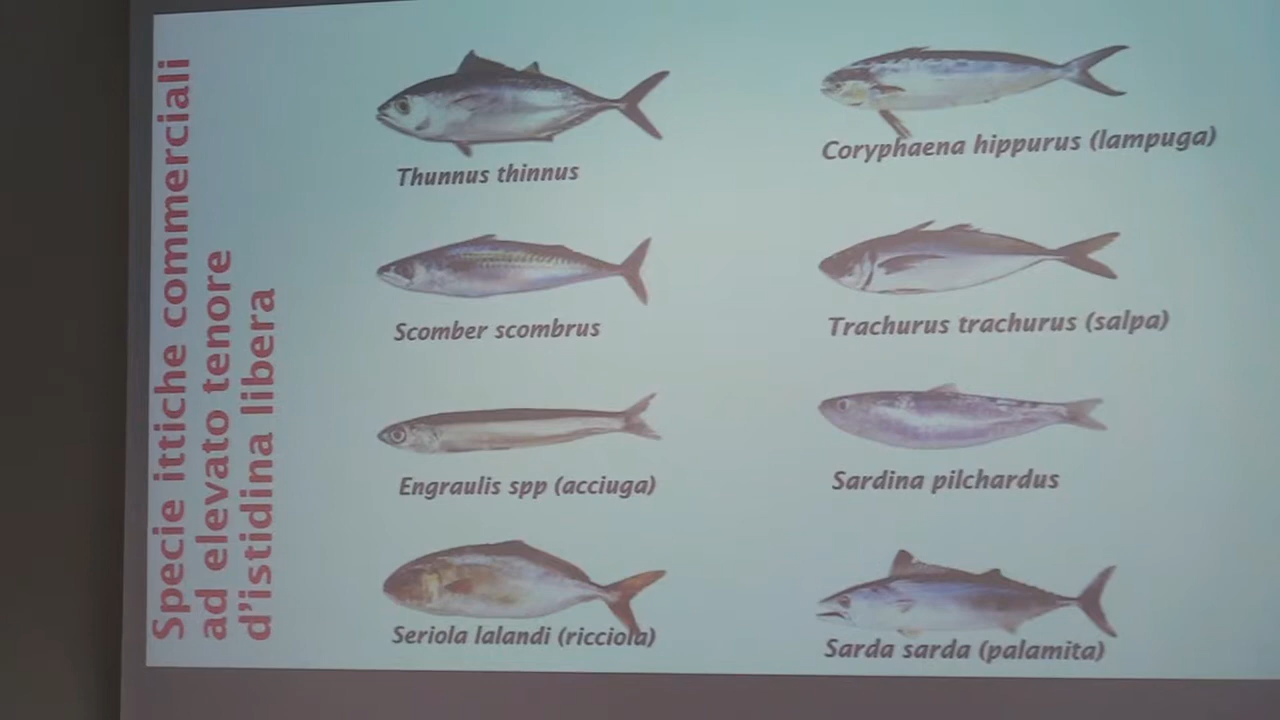 Specie ittiche commerciali
ad elevato tenore
d'istidina libera
Thunnus thinnus
Coryphaena hippurus (lampuga)
Scomber scombrus
Trachurus trachurus (salpa)
Engraulis spp (acciuga)
Sardina pilchardus
Seriola lalandi (ricciola)
Sarda sarda (palamita)